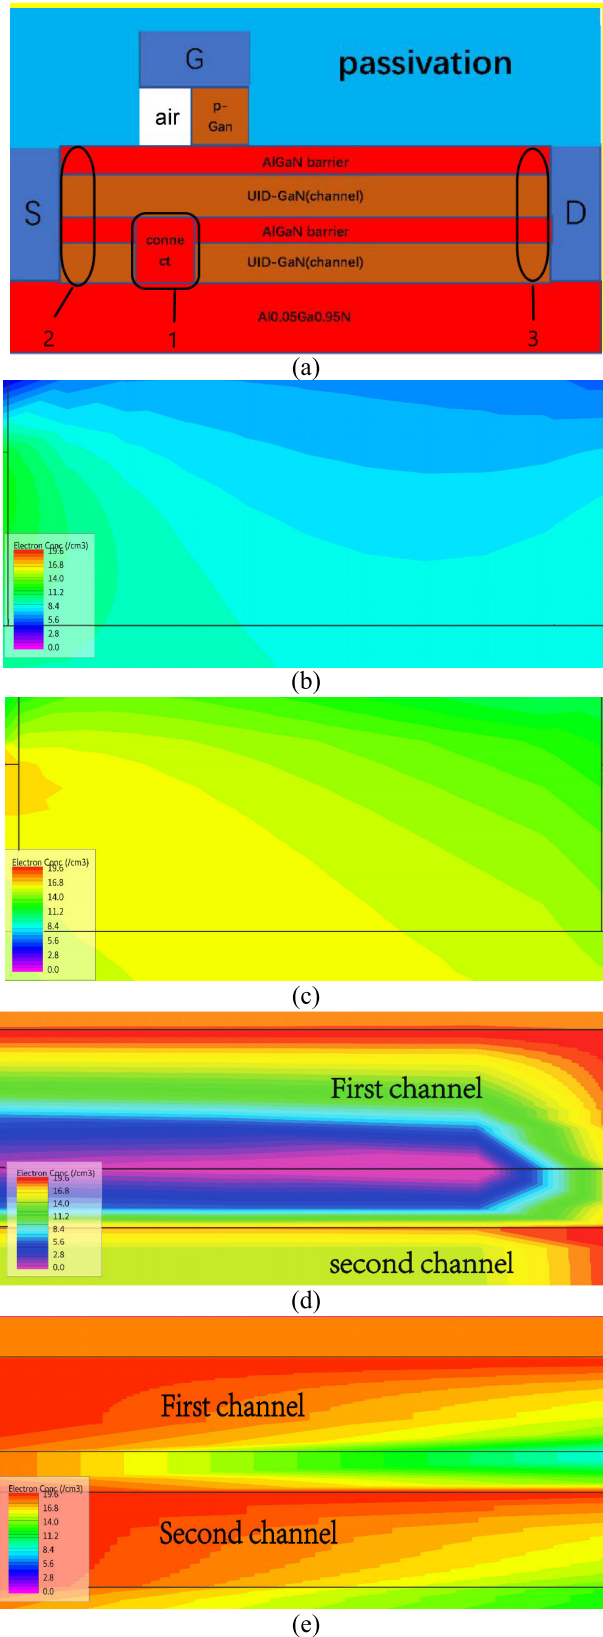 G
passivation
air
p-
Gan
AlGaN barrier
S
UID-GaN(channel)
D
AlGaN barrier
conne
ct
UID-GaN(channel)
Al0.05Ga0.95N
2
1
3
(a)
Electron Conc (/cm3)
19.6
16.8
14.0
11.2
8.4
5.6
2.8
0.0
(b)
Electron Conc (/cm3)
19.6
16.8
14.0
11.2
8.4
5.6
2.8
0.0
(c)
First channel
Electron Conc (/cm3)
19.6
16.8
14.0
11.2
8.4
5.6
2.8
0.0
second channel
(d)
First channel
Electron Conc (/cm3)
19.6
16.8
14.0
11.2
8.4
5.6
2.8
0.0
Second channel
(e)